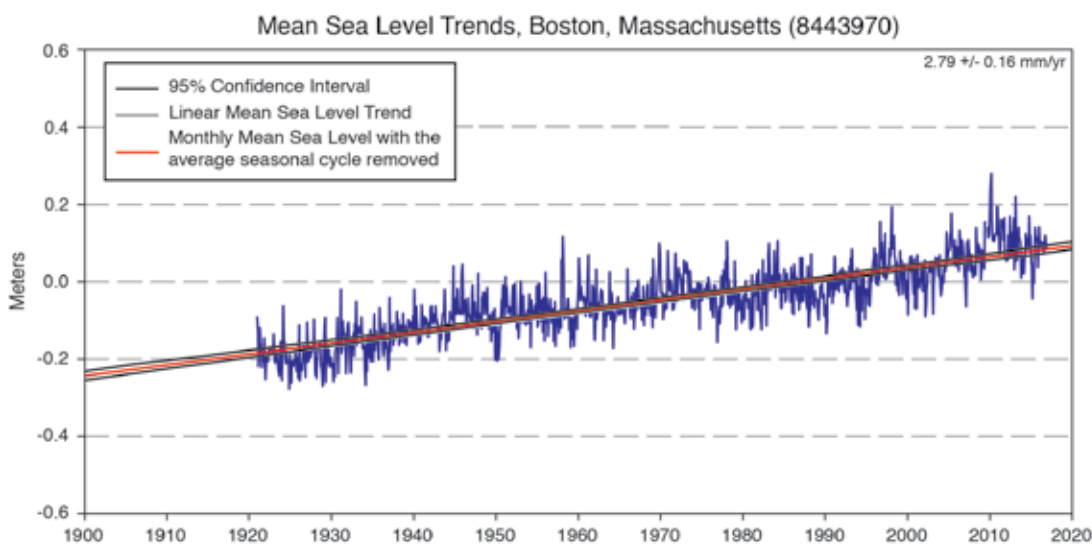 Mean Sea Level Trends, Boston, Massachusetts (8443970)
0.6
2.79 +/- 0.16 mm/yr
95% Confidence Interval
Linear Mean Sea Level Trend
Monthly Mean Sea Level with the
average seasonal cycle removed
0.4
0.2
Meters
0.0
-0.2
-0.4
-0.6
1900 1910 1920 1930 1940 1950 1960 1970 1980 1990 2000 2010 2020